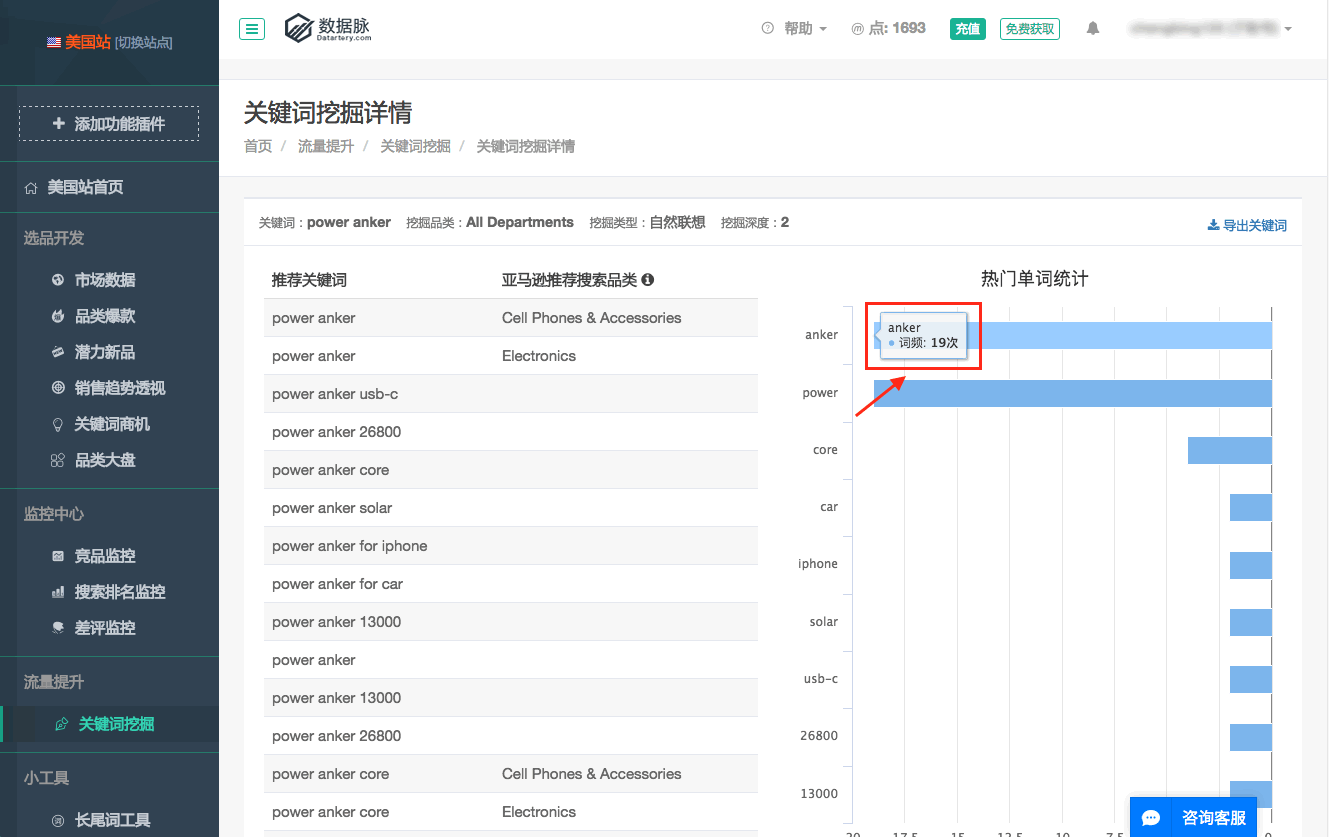 美国站 [切换站点]
数据脉
Datartery.com
帮助
点: 1693
充值
免费获取
添加功能插件
美国站首页
选品开发
市场数据
品类爆款
潜力新品
销售趋势透视
关键词商机
品类大盘
监控中心
竞品监控
搜索排名监控
差评监控
流量提升
关键词挖掘
小工具
长尾词工具
关键词挖掘详情
首页 / 流量提升 / 关键词挖掘 / 关键词挖掘详情
关键词 : power anker 挖掘品类 : All Departments 挖掘类型 : 自然联想 挖掘深度 : 2
导出关键词
推荐关键词 亚马逊推荐搜索品类
power anker Cell Phones & Accessories
power anker Electronics
power anker usb-c
power anker 26800
power anker core
power anker solar
power anker for iphone
power anker for car
power anker 13000
power anker
power anker 13000
power anker 26800
power anker core Cell Phones & Accessories
power anker core Electronics
热门单词统计
anker
anker
词频: 19次
power
core
car
iphone
solar
usb-c
26800
13000
20 17.5 15 12.5 10 7.5 0
咨询客服